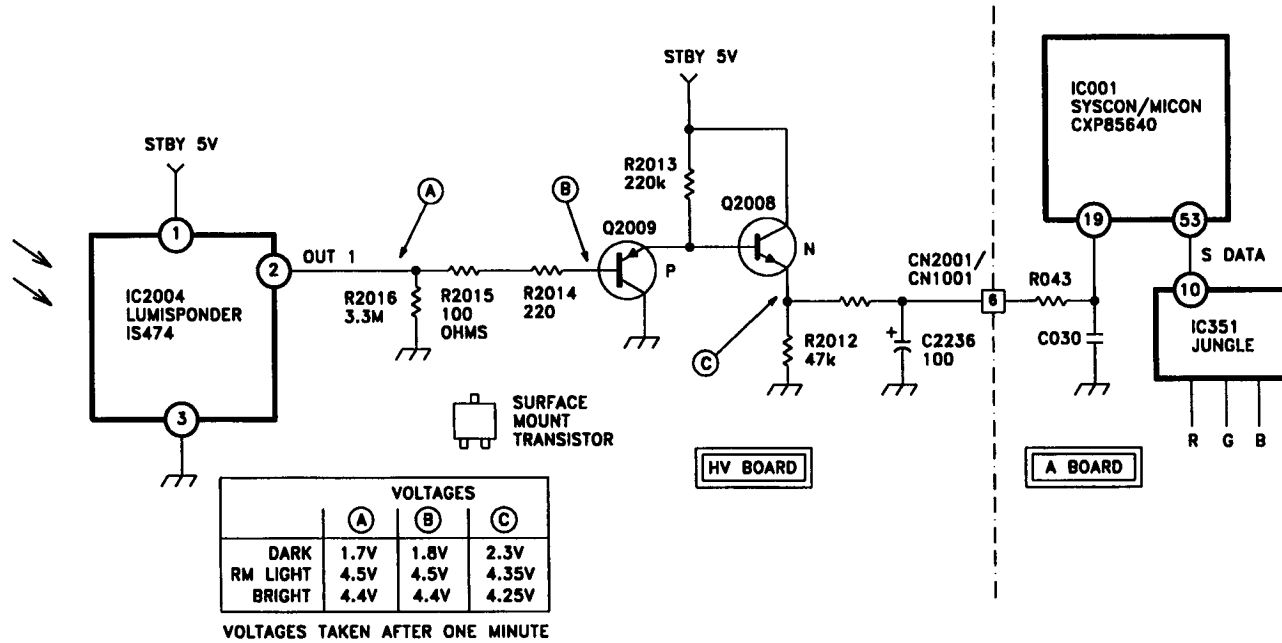 STBY 5V
1
IC2004
LUMISPONDER
IS474
2
3
OUT 1
A
R2016
3.3M
R2015
100
OHMS
R2014
220
B
Q2009
P
STBY 5V
R2013
220k
Q2008
N
C
R2012
47k
C2236
100
+
CN2001/
CN1001
6
R043
C030
IC001
SYSCON/MICON
CXP85640
19
53
S DATA
10
IC351
JUNGLE
R G B
SURFACE
MOUNT
TRANSISTOR
HV BOARD
A BOARD
VOLTAGES
A B C
DARK 1.7V 1.8V 2.3V
RM LIGHT 4.5V 4.5V 4.35V
BRIGHT 4.4V 4.4V 4.25V
VOLTAGES TAKEN AFTER ONE MINUTE